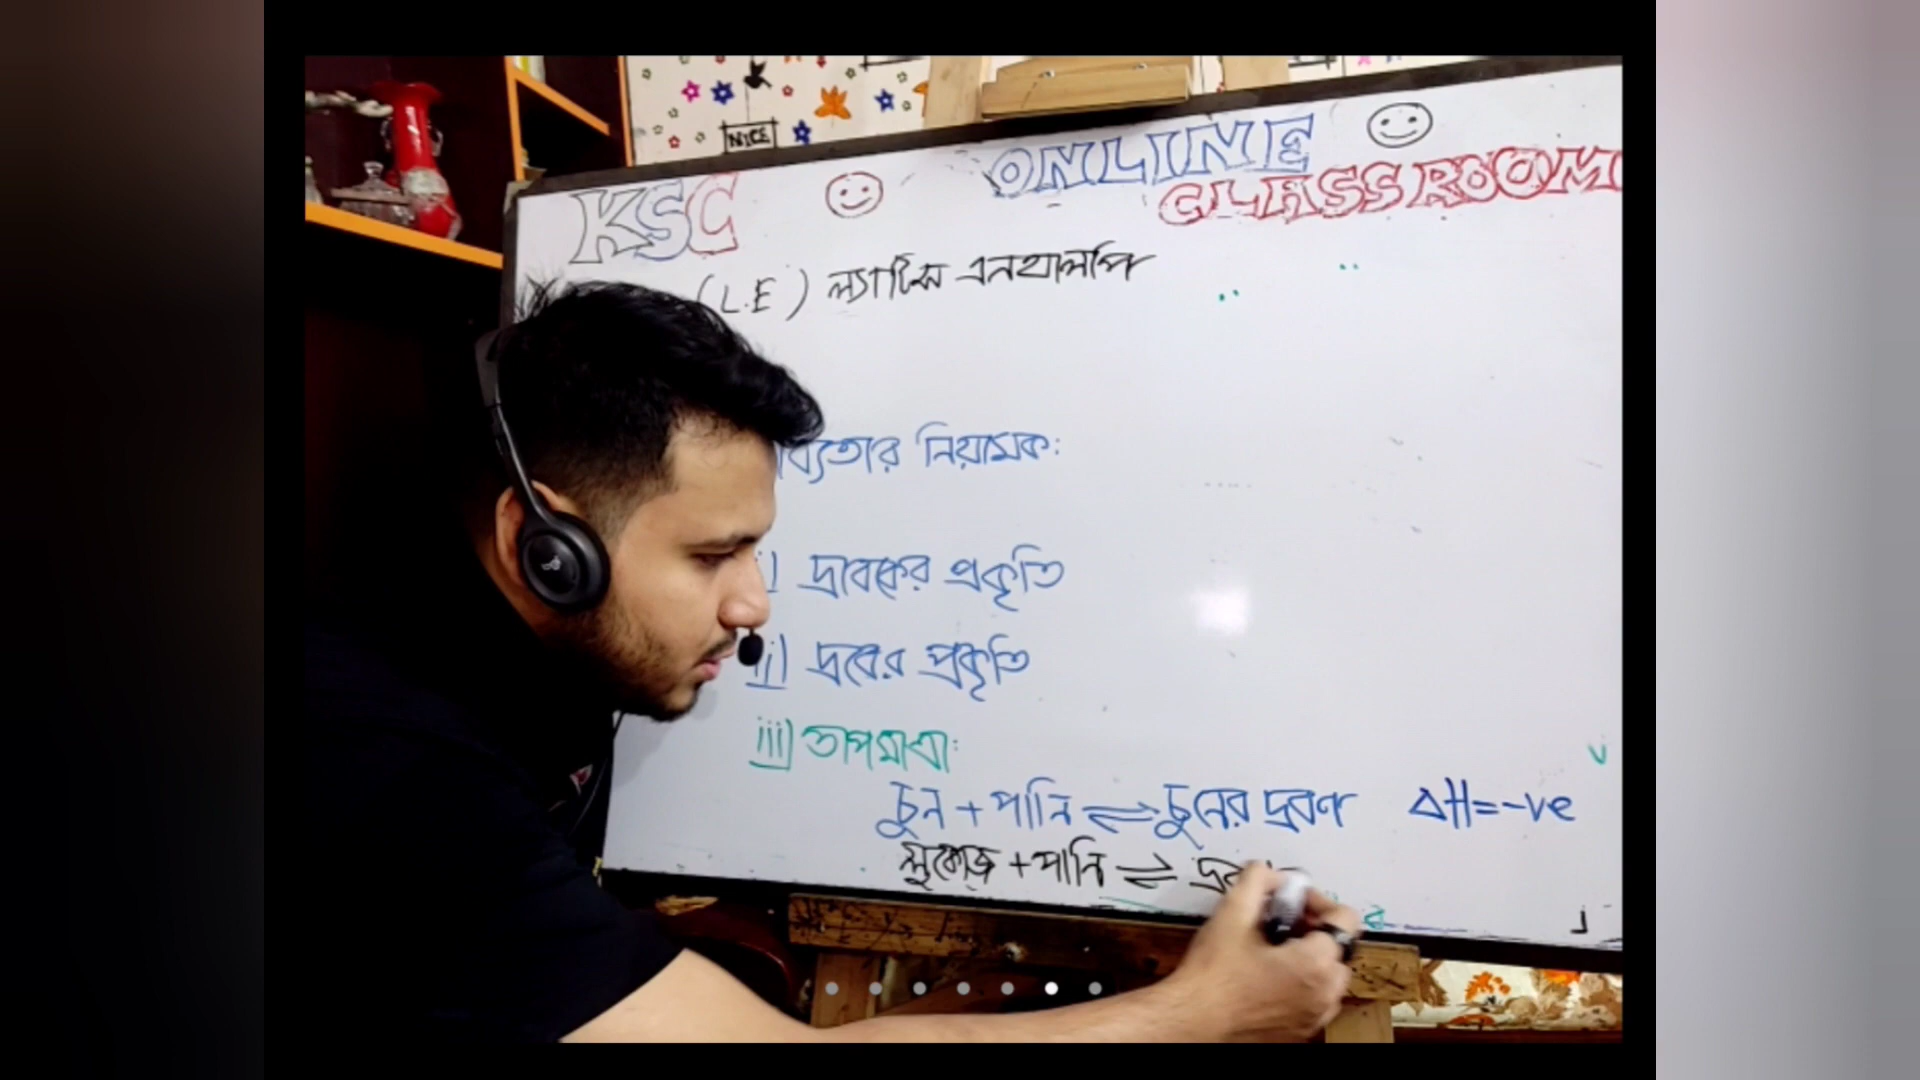 NICE
KSC ONLINE
CLASSROOM
(L.E) ল্যাটিস এনথালপি
ব্যতার নিয়ামক:
i) দ্রাবকের প্রকৃতি
ii) দ্রবের প্রকৃতি
iii) তাপমাত্রা:
চুন + পানি ⇌ চুনের দ্রবণ ΔH = -ve
গ্লুকোজ + পানি ⇌